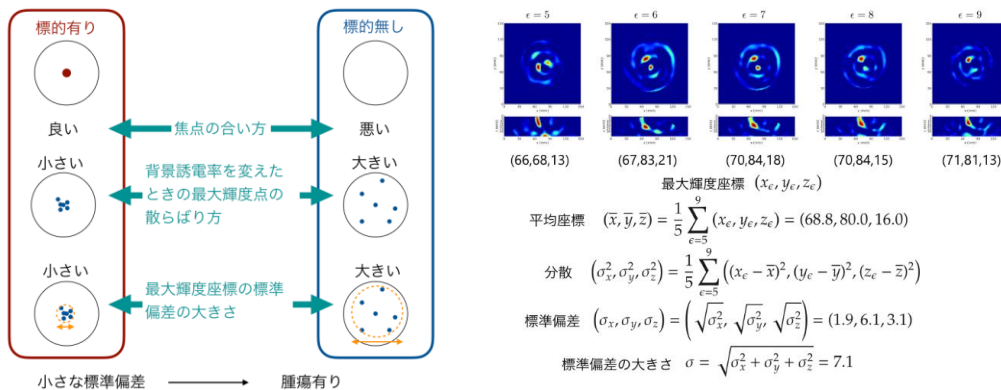 標的有り
標的無し
良い
焦点の合い方
悪い
小さい
背景誘電率を変えた
ときの最大輝度点の
散らばり方
大きい
小さい
最大輝度座標の標準
偏差の大きさ
大きい
小さな標準偏差 ⟶ 腫瘍有り
ϵ = 5
ϵ = 6
ϵ = 7
ϵ = 8
ϵ = 9
(66,68,13)
(67,83,21)
(70,84,18)
(70,84,15)
(71,81,13)
最大輝度座標 (x_ϵ, y_ϵ, z_ϵ)
平均座標 (x̄, ȳ, z̄) = 1/5 ∑_{ϵ=5}^{9} (x_ϵ, y_ϵ, z_ϵ) = (68.8, 80.0, 16.0)
分散 (σ_x², σ_y², σ_z²) = 1/5 ∑_{ϵ=5}^{9} ((x_ϵ − x̄)², (y_ϵ − ȳ)², (z_ϵ − z̄)²)
標準偏差 (σ_x, σ_y, σ_z) = (√σ_x², √σ_y², √σ_z²) = (1.9, 6.1, 3.1)
標準偏差の大きさ σ = √(σ_x² + σ_y² + σ_z²) = 7.1